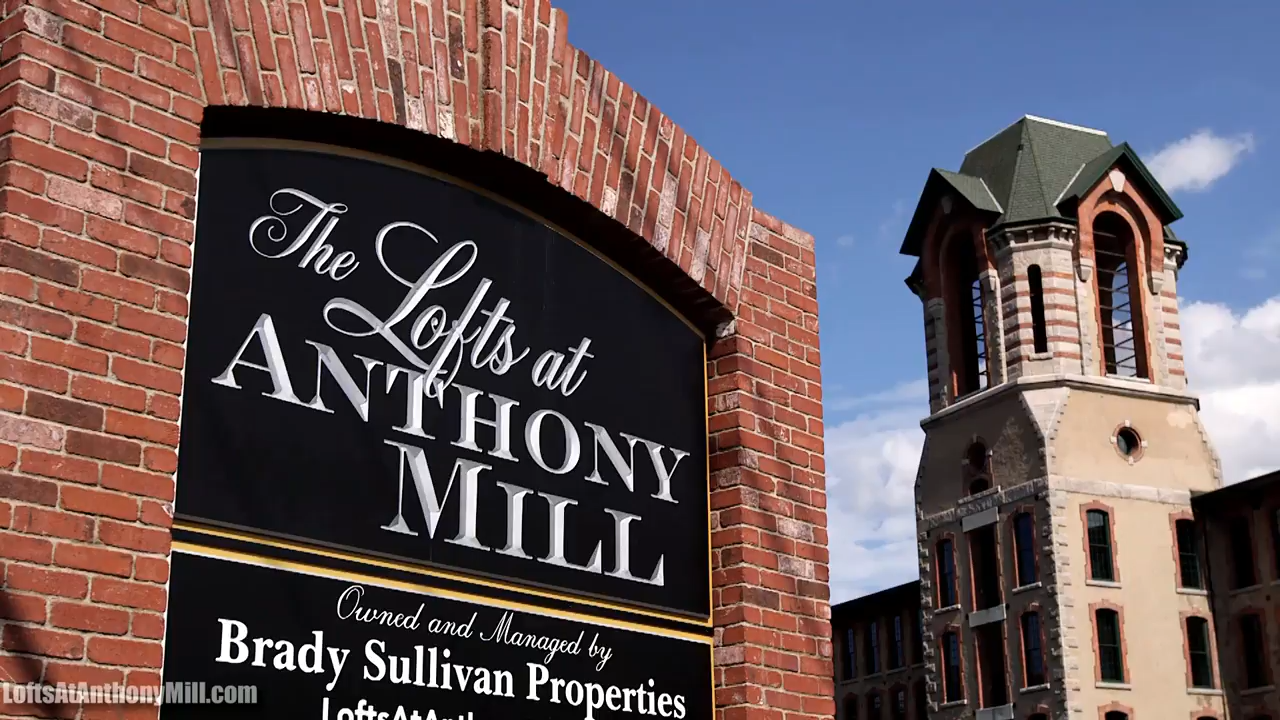 The Lofts at
ANTHONY
MILL
Owned and Managed by
Brady Sullivan Properties
LoftsAtAnthonyMill.com